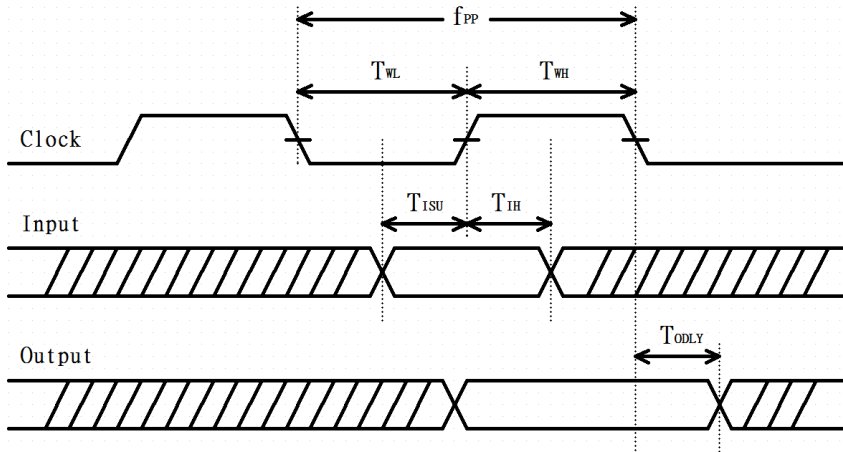 fPP
TWL TWH
Clock
TISU TIH
Input
TODLY
Output